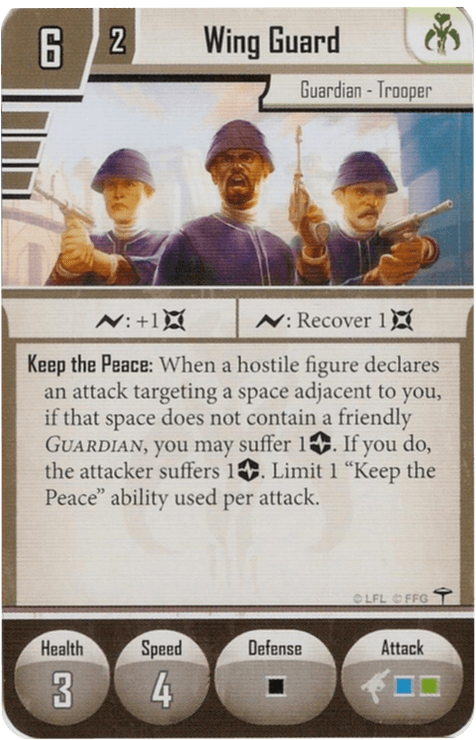 6
2
Wing Guard
Guardian - Trooper
: +1
: Recover 1
Keep the Peace: When a hostile figure declares
an attack targeting a space adjacent to you,
if that space does not contain a friendly
GUARDIAN, you may suffer 1. If you do,
the attacker suffers 1. Limit 1 “Keep the
Peace” ability used per attack.
©LFL ©FFG
Health
3
Speed
4
Defense
Attack